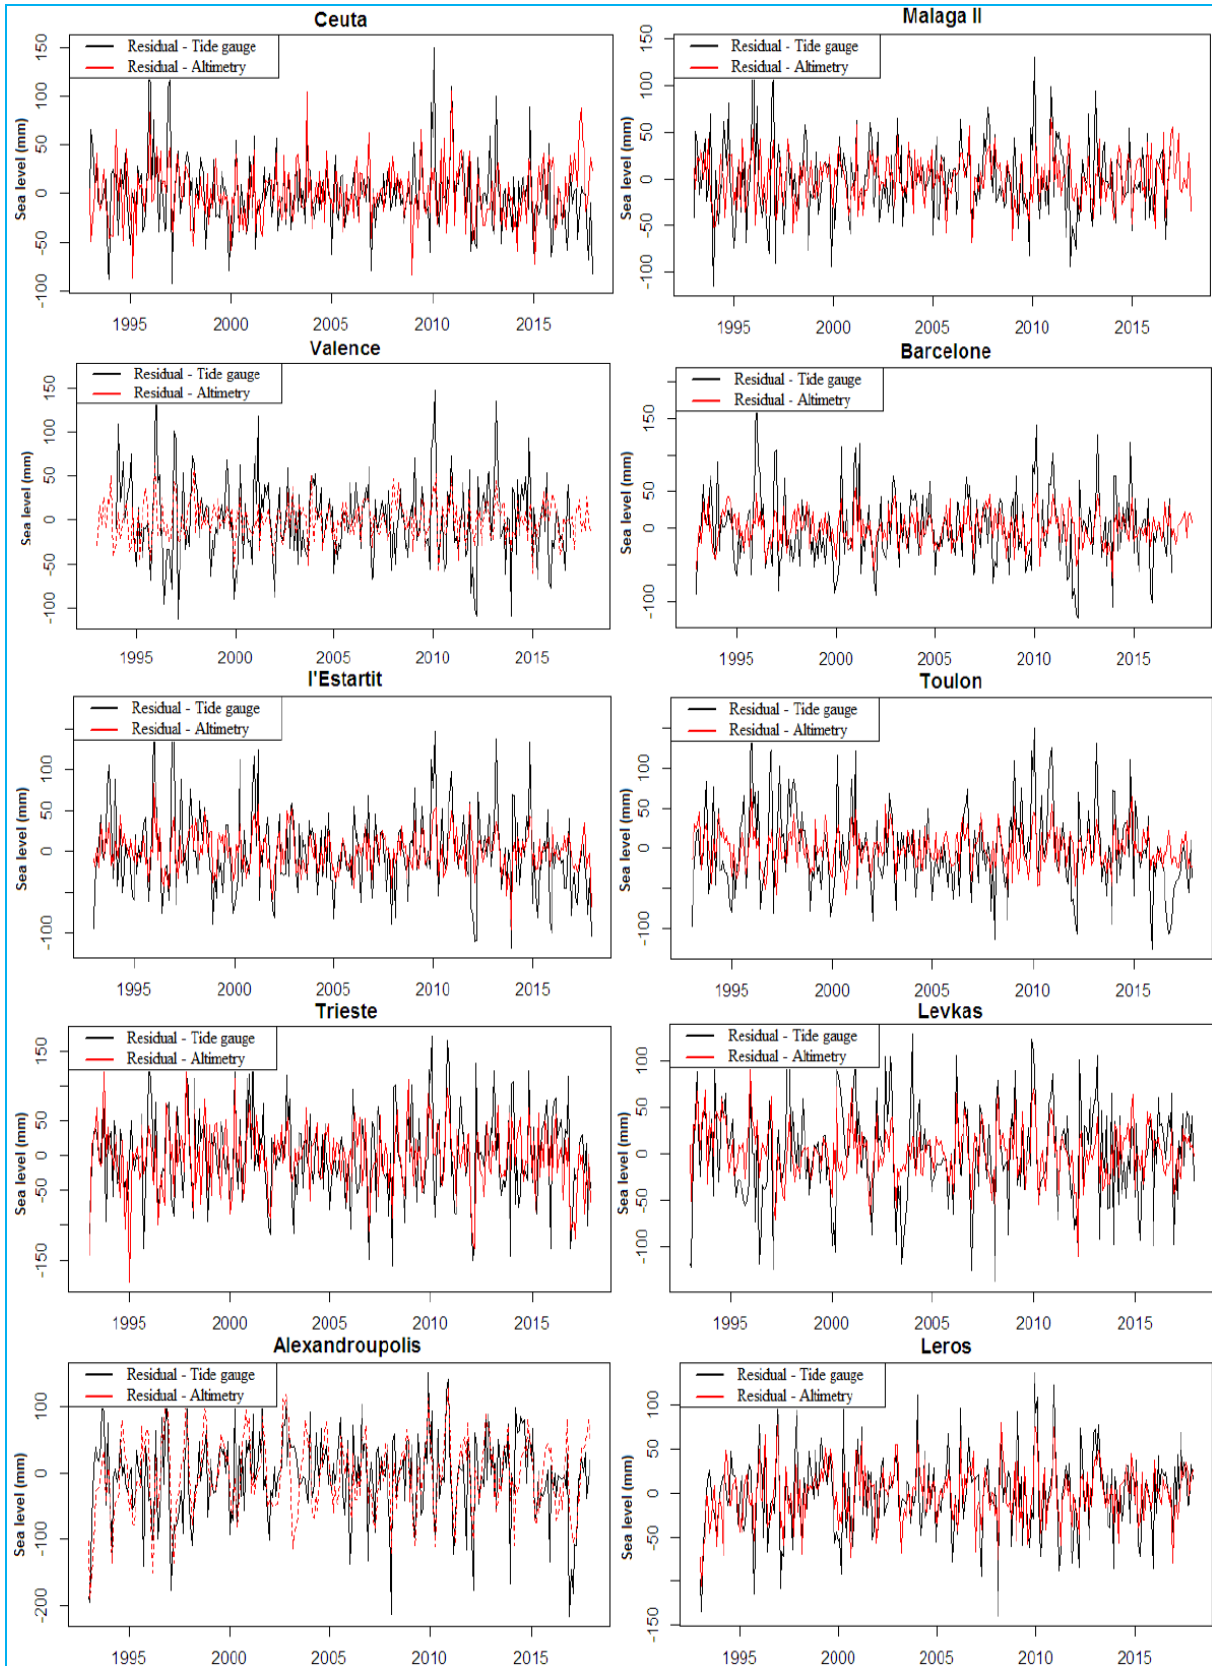 Ceuta
Residual - Tide gauge
Residual - Altimetry
Sea level (mm)
150
100
50
0
-50
-100
1995 2000 2005 2010 2015
Malaga II
Residual - Tide gauge
Residual - Altimetry
Sea level (mm)
150
100
50
0
-50
-100
1995 2000 2005 2010 2015
Valence
Residual - Tide gauge
Residual - Altimetry
Sea level (mm)
150
100
50
0
-50
-100
1995 2000 2005 2010 2015
Barcelone
Residual - Tide gauge
Residual - Altimetry
Sea level (mm)
150
50
0
-100
1995 2000 2005 2010 2015
l'Estartit
Residual - Tide gauge
Residual - Altimetry
Sea level (mm)
100
50
0
-100
1995 2000 2005 2010 2015
Toulon
Residual - Tide gauge
Residual - Altimetry
Sea level (mm)
100
50
0
-100
1995 2000 2005 2010 2015
Trieste
Residual - Tide gauge
Residual - Altimetry
Sea level (mm)
150
50
0
-50
-150
1995 2000 2005 2010 2015
Levkas
Residual - Tide gauge
Residual - Altimetry
Sea level (mm)
100
50
0
-50
-100
1995 2000 2005 2010 2015
Alexandroupolis
Residual - Tide gauge
Residual - Altimetry
Sea level (mm)
100
0
-100
-200
1995 2000 2005 2010 2015
Leros
Residual - Tide gauge
Residual - Altimetry
Sea level (mm)
100
50
0
-50
-150
1995 2000 2005 2010 2015